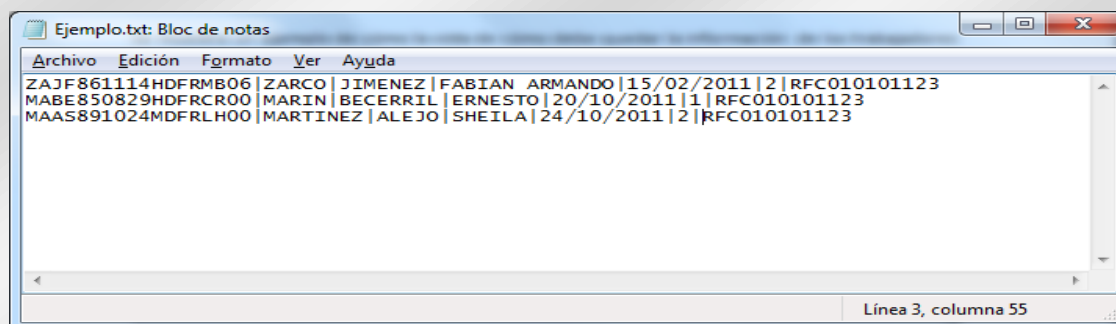 Ejemplo.txt: Bloc de notas
Archivo Edición Formato Ver Ayuda
ZAJF861114HDFRMB06|ZARCO|JIMENEZ|FABIAN ARMANDO|15/02/2011|2|RFC010101123
MABE850829HDFRCR00|MARIN|BECERRIL|ERNESTO|20/10/2011|1|RFC010101123
MAAS891024MDFRLH00|MARTINEZ|ALEJO|SHEILA|24/10/2011|2|RFC010101123
Línea 3, columna 55